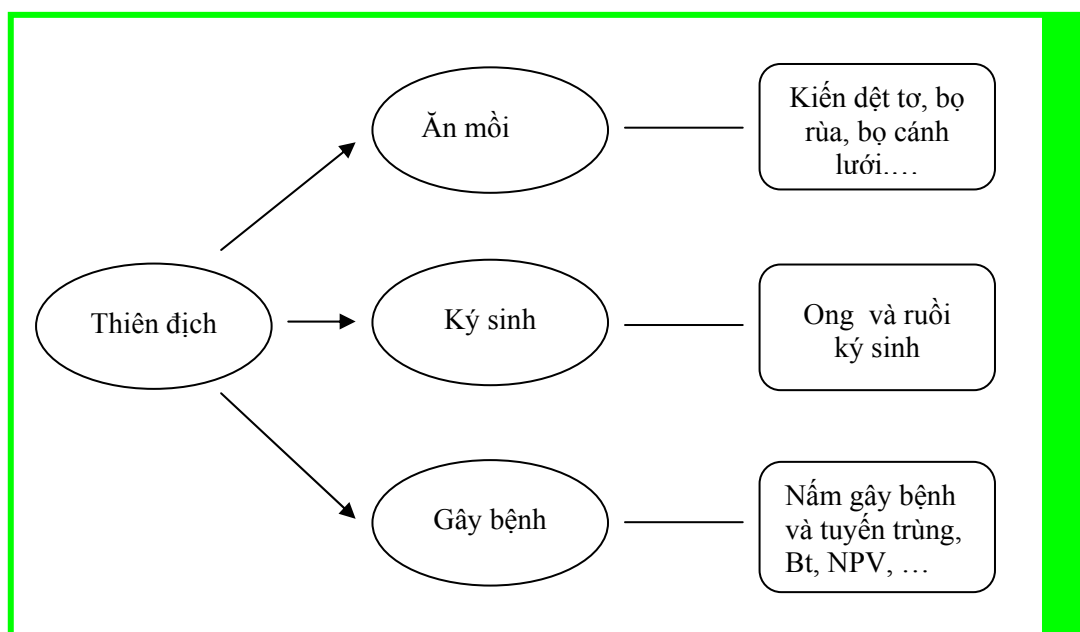 Ăn mồi
Kiến dệt tơ, bọ
rùa, bọ cánh
lưới.…
Thiên địch
Ký sinh
Ong và ruồi
ký sinh
Gây bệnh
Nấm gây bệnh
và tuyến trùng,
Bt, NPV, …